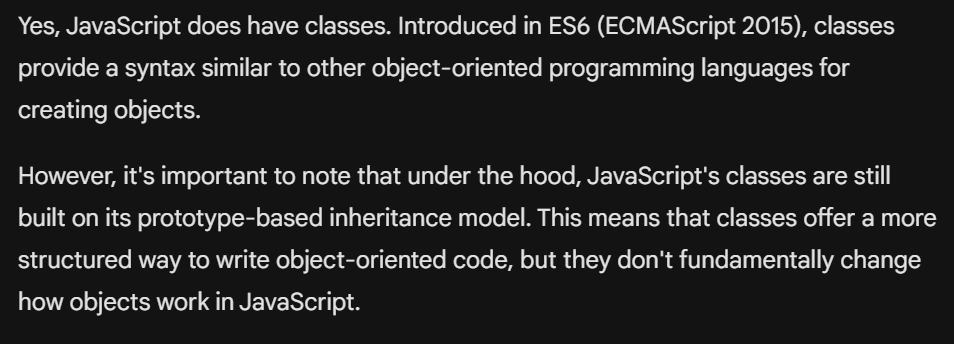 Yes, JavaScript does have classes. Introduced in ES6 (ECMAScript 2015), classes
provide a syntax similar to other object-oriented programming languages for
creating objects.
However, it's important to note that under the hood, JavaScript's classes are still
built on its prototype-based inheritance model. This means that classes offer a more
structured way to write object-oriented code, but they don't fundamentally change
how objects work in JavaScript.